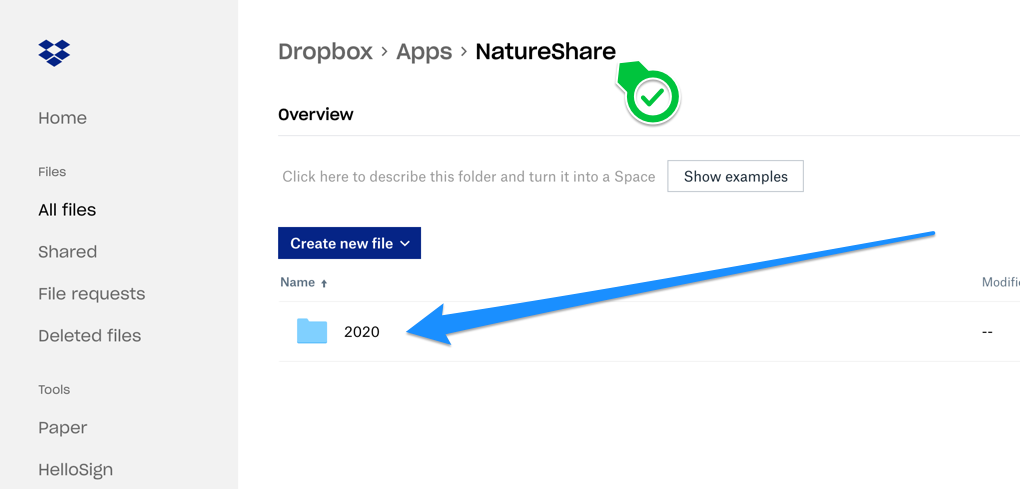 Dropbox › Apps › NatureShare
Home
Files
All files
Shared
File requests
Deleted files
Tools
Paper
HelloSign
Overview
Click here to describe this folder and turn it into a Space
Show examples
Create new file
Name ↑
2020
--